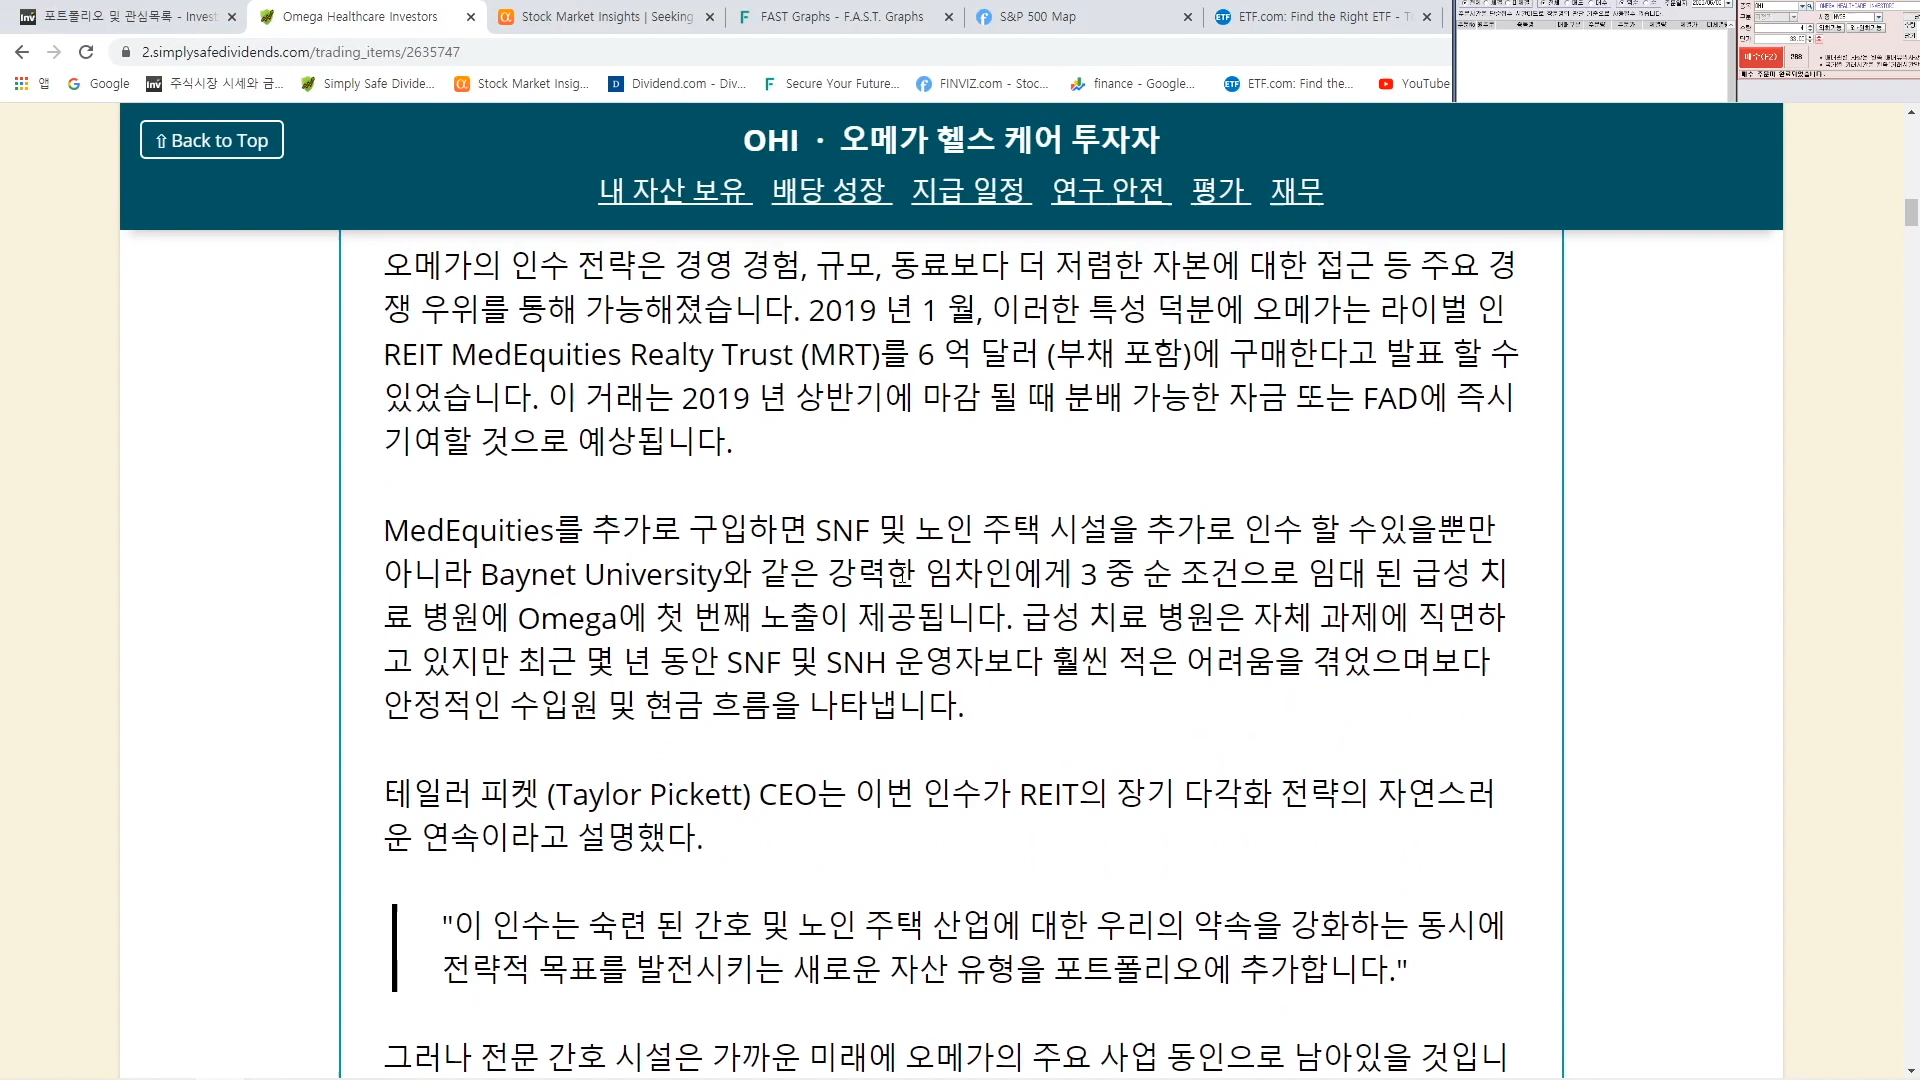 포트폴리오 및 관심목록 - Invest
Omega Healthcare Investors
Stock Market Insights | Seeking
FAST Graphs - F.A.S.T. Graphs
S&P 500 Map
ETF.com: Find the Right ETF - T
2.simplysafedividends.com/trading_items/2635747
앱
Google
주식시장 시세와 금...
Simply Safe Divide...
Stock Market Insig...
Dividend.com - Div...
Secure Your Future...
FINVIZ.com - Stoc...
finance - Google...
ETF.com: Find the...
YouTube
매수(F2)
⇧Back to Top
OHI · 오메가 헬스 케어 투자자
내 자산 보유 배당 성장 지급 일정 연구 안전 평가 재무
오메가의 인수 전략은 경영 경험, 규모, 동료보다 더 저렴한 자본에 대한 접근 등 주요 경
쟁 우위를 통해 가능해졌습니다. 2019 년 1 월, 이러한 특성 덕분에 오메가는 라이벌 인
REIT MedEquities Realty Trust (MRT)를 6 억 달러 (부채 포함)에 구매한다고 발표 할 수
있었습니다. 이 거래는 2019 년 상반기에 마감 될 때 분배 가능한 자금 또는 FAD에 즉시
기여할 것으로 예상됩니다.
MedEquities를 추가로 구입하면 SNF 및 노인 주택 시설을 추가로 인수 할 수있을뿐만
아니라 Baynet University와 같은 강력한 임차인에게 3 중 순 조건으로 임대 된 급성 치
료 병원에 Omega에 첫 번째 노출이 제공됩니다. 급성 치료 병원은 자체 과제에 직면하
고 있지만 최근 몇 년 동안 SNF 및 SNH 운영자보다 훨씬 적은 어려움을 겪었으며보다
안정적인 수입원 및 현금 흐름을 나타냅니다.
테일러 피켓 (Taylor Pickett) CEO는 이번 인수가 REIT의 장기 다각화 전략의 자연스러
운 연속이라고 설명했다.
"이 인수는 숙련 된 간호 및 노인 주택 산업에 대한 우리의 약속을 강화하는 동시에
전략적 목표를 발전시키는 새로운 자산 유형을 포트폴리오에 추가합니다."
그러나 전문 간호 시설은 가까운 미래에 오메가의 주요 사업 동인으로 남아있을 것입니